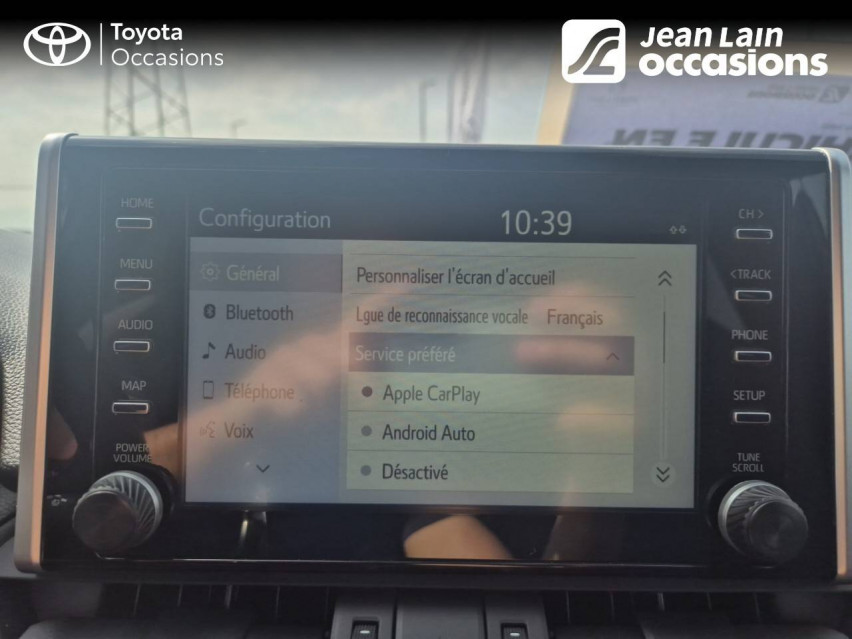 Toyota
Occasions
Jean Lain
occasions
HOME
MENU
AUDIO
MAP
POWER
VOLUME
Configuration
10:39
Général
Bluetooth
Audio
Téléphone
Voix
Personnaliser l'écran d'accueil
Lgue de reconnaissance vocale Français
Service préféré
Apple CarPlay
Android Auto
Désactivé
CH >
< TRACK
PHONE
SETUP
TUNE
SCROLL